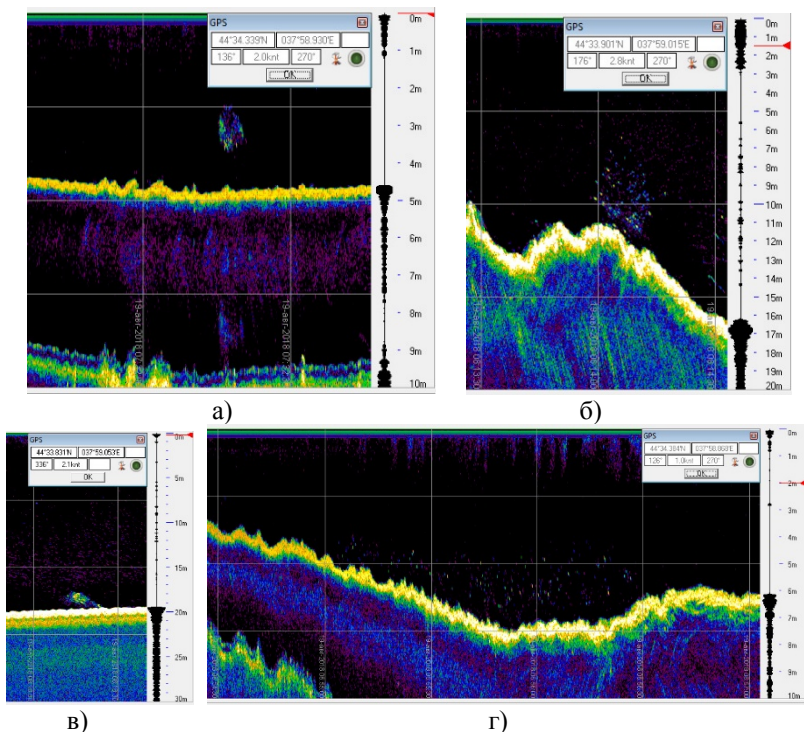 GPS
44°34.339'N 037°58.930'E
136° 2.0knt 270°
OK
0m
1m
2m
3m
4m
5m
6m
7m
8m
9m
10m
а)
GPS
44°33.901'N 037°59.015'E
176° 2.8knt 270°
OK
0m
1m
2m
3m
4m
5m
6m
7m
8m
9m
10m
11m
12m
13m
14m
15m
16m
17m
18m
19m
20m
б)
GPS
44°33.831'N 037°59.053'E
336° 2.1knt
OK
0m
5m
10m
15m
20m
25m
30m
в)
GPS
44°34.384'N 037°58.868'E
126° 1.0knt 270°
OK
0m
1m
2m
3m
4m
5m
6m
7m
8m
9m
10m
г)